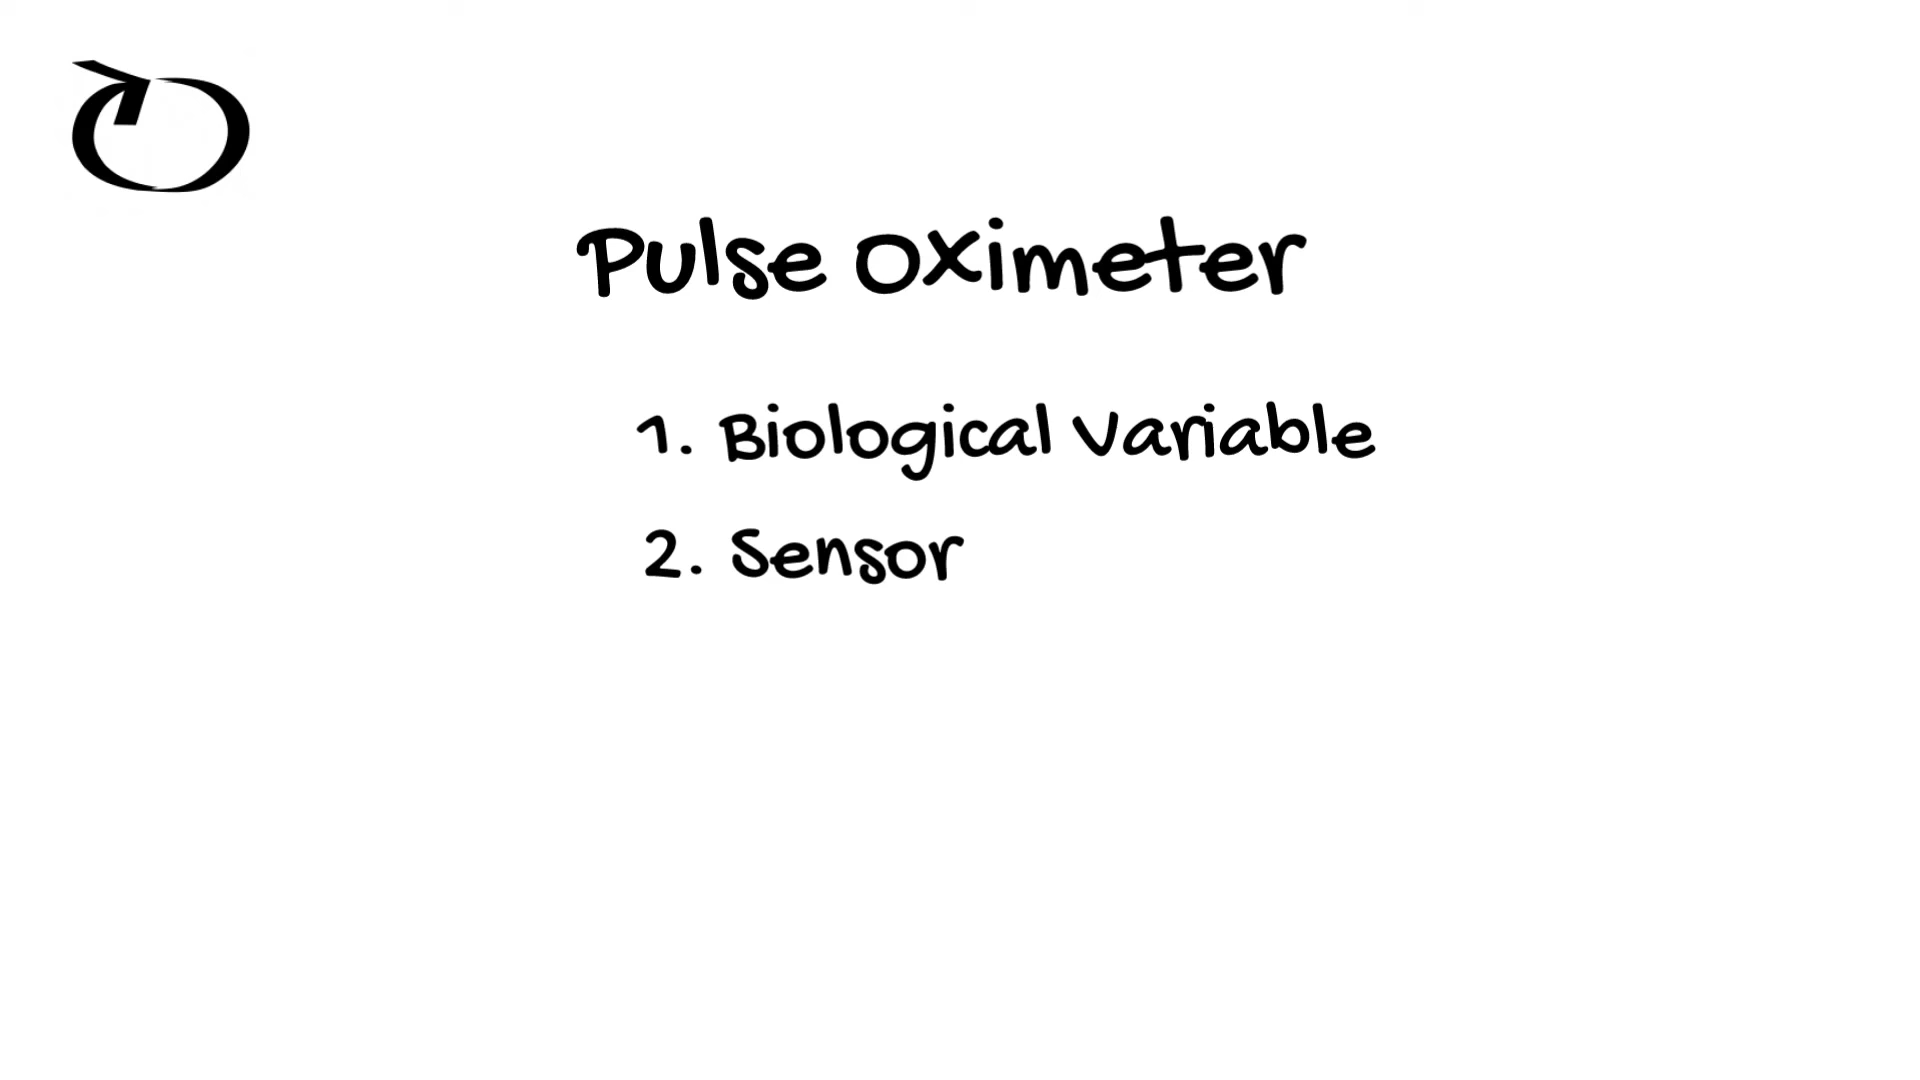 Pulse Oximeter
1. Biological Variable
2. Sensor